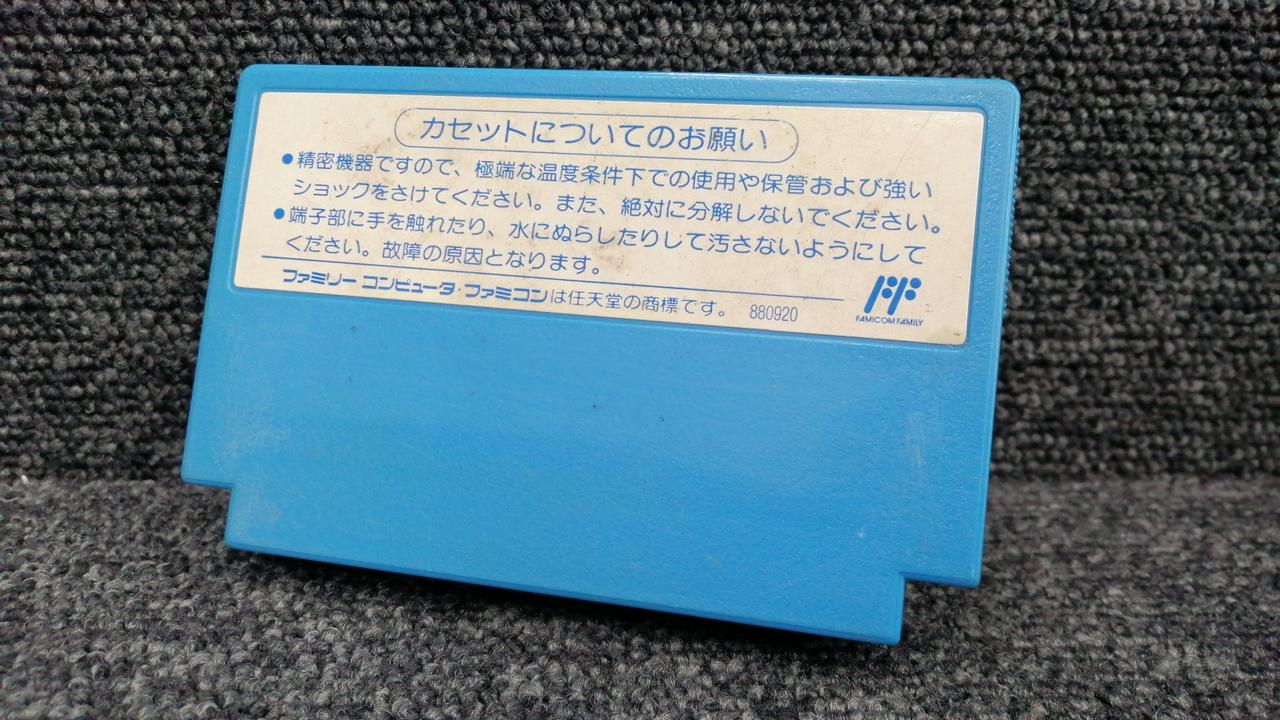 カセットについてのお願い
●精密機器ですので、極端な温度条件下での使用や保管および強い
ショックをさけてください。また、絶対に分解しないでください。
●端子部に手を触れたり、水にぬらしたりして汚さないようにして
ください。故障の原因となります。
ファミリーコンピュータ・ファミコンは任天堂の商標です。 880920
FAMICOM FAMILY